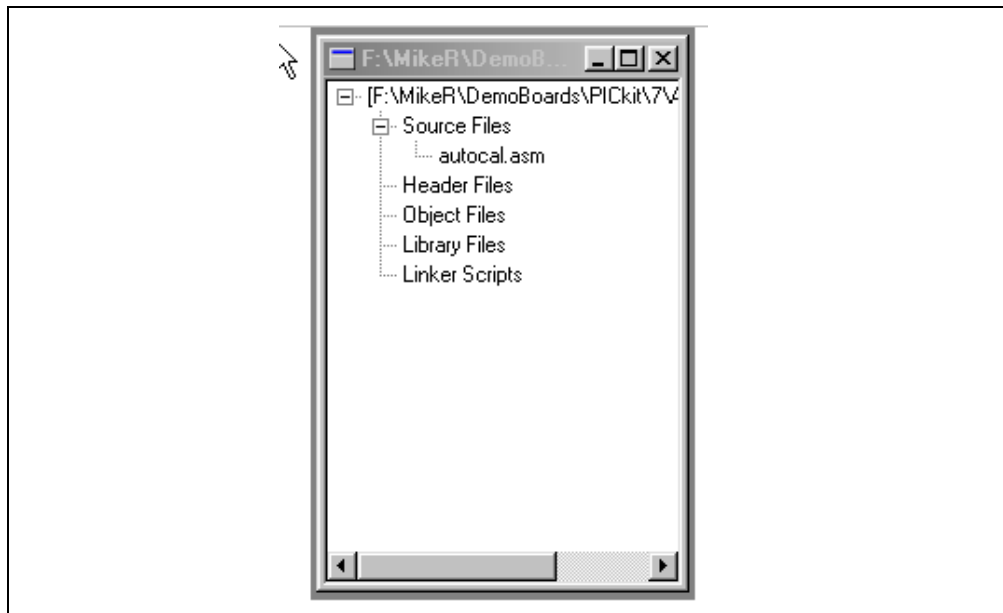 F:\MikeR\DemoB...
[F:\MikeR\DemoBoards\PICkit\7\
Source Files
autocal.asm
Header Files
Object Files
Library Files
Linker Scripts